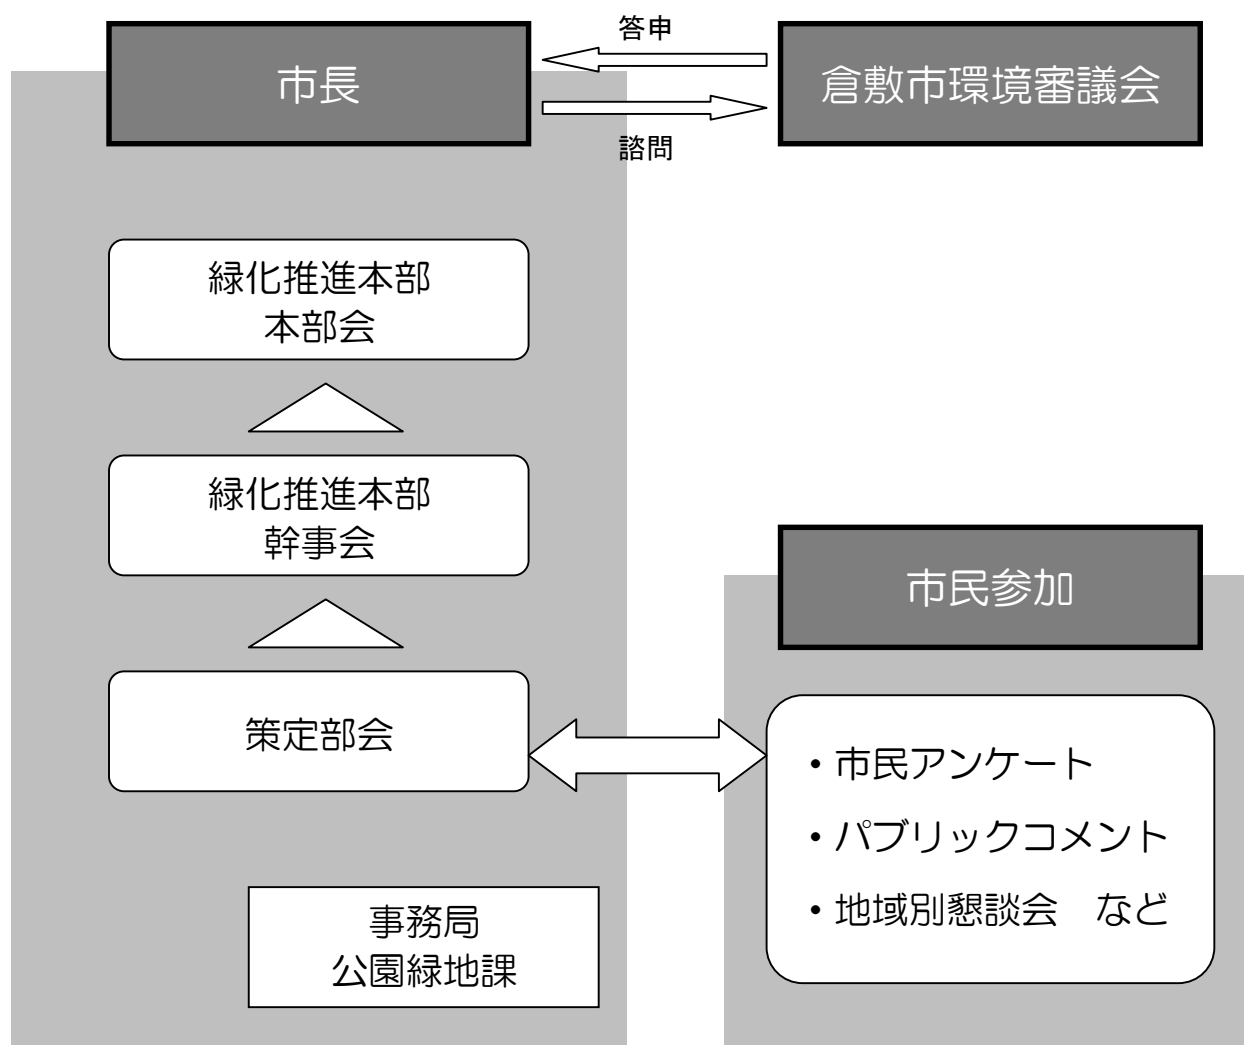 答申
市長
倉敷市環境審議会
諮問
緑化推進本部
本部会
緑化推進本部
幹事会
市民参加
策定部会
・市民アンケート
・パブリックコメント
・地域別懇談会　など
事務局
公園緑地課